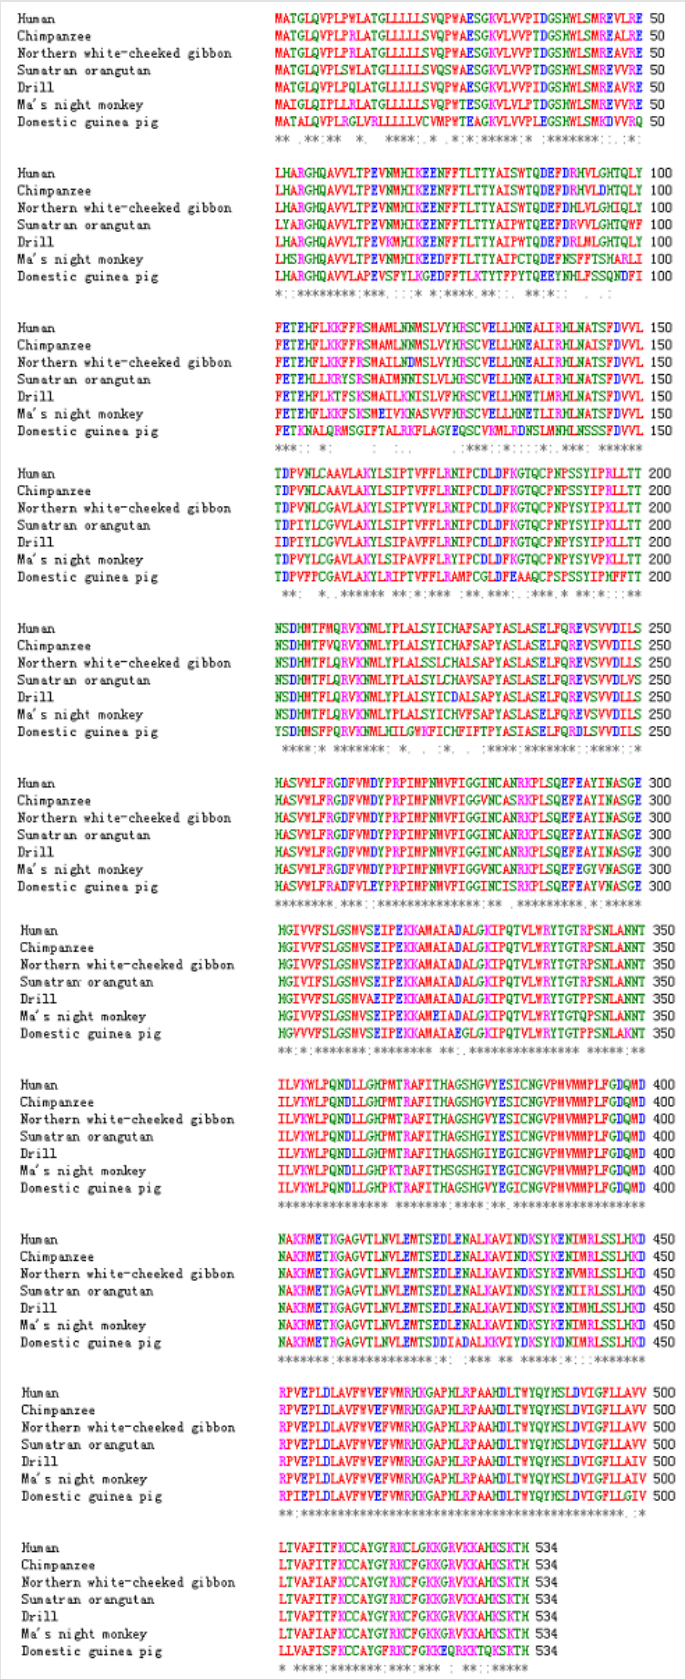 Human MATGLQVPLPWLATGLLLLLSVQPWAESGKVLVVPIDGSHWLSMREVLRE 50
Chimpanzee MATGLQVPLPRLATGLLLLLSVQPWAESGKVLVVPTDGSHWLSMREALRE 50
Northern white-cheeked gibbon MATGLQVPLPRLATGLLLLLSVQPWAESGKVLVVPIDGSHWLSMREAVRE 50
Sumatran orangutan MATGLQVPLSWLATGLLLLLSVQSWAESGKVLVVPTDGSHWLSMREVVRE 50
Drill MATGLQVPLPQLATGLLLLLSVQPWAESGKVLVVPTDGSHWLSMREAVRE 50
Ma's night monkey MAIGLQIPLLRLATGLLLLLSVQPWTESGKVLVLPTDGSHWLSMREVVRE 50
Domestic guinea pig MATALQVPLRGLVRLLLLLVCVMPWTEAGKVLVVPLEGSHWLSMKDVVRQ 50
Human LHARGHQAVVLTPEVNMHIKEENFFTLTTYAISWTQDEFDRHVLGHTQLY 100
Chimpanzee LHARGHQAVVLTPEVNMHIKEENFFTLTTYAISWTQDEFDRHVLDHTQLY 100
Northern white-cheeked gibbon LHARGHQAVVLTPEVNMHIKEENFFTLTTYAISWTQDEFDHLVLGHIQLY 100
Sumatran orangutan LYARGHQAVVLTPEVNMHIKEENFFTLTTYAIPWTQEEFDRVVLGHTQWF 100
Drill LHARGHQAVVLTPEVKMHIKEENFFTLTTYAIPWTQDEFDRLMLGHTQLY 100
Ma's night monkey LHSRGHQAVVLTPEVNMHIKEEDFFTLTTYAIPCTQDEFNSFFTSHARLI 100
Domestic guinea pig LHARGHQAVVLAPEVSFYLKGEDFFTLKTYTFPYTQEEYNHLFSSQNDFI 100
Human FETEHFLKKFFRSMAMLNNMSLVYHRSCVELLHNEALIRHLNATSFDVVL 150
Chimpanzee FETEHFLKKFFRSMAMLNNMSLVYHRSCVELLHNEALIRHLNAISFDVVL 150
Northern white-cheeked gibbon FETEHFLKKFFRSMAILNDMSLVYHRSCVELLHNEALIRHLNATSFDVVL 150
Sumatran orangutan FETEHLLKRYSRSMAIMNNISLVLHRSCVELLHNEALIRHLNATSFDVVL 150
Drill FETEHFLKTFSKSMAILKNISLVFHRSCVELLHNETLMRHLNATSFDVVL 150
Ma's night monkey FETEHFLKKFSKSMEIVKNASVVFHRSCVELLHNETLIRHLNATSFDVVL 150
Domestic guinea pig FETKNALQRMSGIFTALRKFLAGYEQSCVKMLRDNSLMNHLNSSSFDVVL 150
Human TDPVNLCAAVLAKYLSIPTVFFLRNIPCDLDFKGTQCPNPSSYIPRLLTT 200
Chimpanzee TDPVNLCAAVLAKYLSIPTVFFLRNIPCDLDFKGTQCPNPSSYIPRLLTT 200
Northern white-cheeked gibbon TDPVNLCGAVLAKYLSIPTVYFLRNIPCDLDFKGTQCPNPSSYIPRLLTT 200
Sumatran orangutan TDPIYLCGVVLAKYLSIPTVFFLRNIPCDLDFKGTQCPNPYSYIPRLLTT 200
Drill IDPIYLCGAVLAKYLSIPAVFFLRNIPCDLDFKGTQCPNPYSYIPKLLTT 200
Ma's night monkey TDPVYLCGAVLAKYLSIPAVFFLRYIPCDLDFKGTQCPNPYSYVPKLLTT 200
Domestic guinea pig TDPVFPCGAVLAKYLRIPTVFFLRAMPCGLDFEAAQCPSPSSYIPMFFTT 200
Human NSDHMTFMQRVKNMLYPLALSYICHAFSAPYASLASELFQREVSVVDILS 250
Chimpanzee NSDHMTFVQRVKNMLYPLALSYICHAFSAPYASLASELFQREVSVVDILS 250
Northern white-cheeked gibbon NSDHMTFLQRVKNMLYPLALSSLCHALSAPYASLASELFQREVSVVDILS 250
Sumatran orangutan NSDHMTFLQRVKNMLYPLALSYICHAVSAPYASLASELFQREVSVVDLVS 250
Drill NSDHMTFLQRVKNMLYPLALSYICDALSAPYASLASELFQREVSVVDLLS 250
Ma's night monkey NSDHMTFLQRVKNMLYPLALSYICHVFSAPYASLASELFQREVSVVDILS 250
Domestic guinea pig YSDHMSFPQRVKNMLHILGWKFICHFIFTPYASIASELFQRDLSVVDILS 250
Human HASVWLFRGDFVMDYPRPIMPNMVFIGGINCANRKPLSQEFEAYINASGE 300
Chimpanzee HASVWLFRGDFVMDYPRPIMPNMVFIGGVNCASRKPLSQEFEAYINASGE 300
Northern white-cheeked gibbon HASVWLFRGDFVMDYPRPIMPNMVFIGGINCANRKPLSQEFEAYINASGE 300
Sumatran orangutan HASVWLFRGDFVMDYPRPIMPNMVFIGGINCANRKPLSQEFEAYINASGE 300
Drill HASVWLFRGDFVMDYPRPIMPNMVFIGGINCANRKPLSQEFEAYINASGE 300
Ma's night monkey HASVWLFRGDFVMDYPRPIMPNMVFIGGVNCANRKPLSQEFEGYVNASGE 300
Domestic guinea pig HASVWLFRADFVLEYPRPIMPNMVFIGGINCISRKPLSQEFEAYVNASGE 300
Human HGIVVFSLGSMVSEIPEKKAMAIADALGKIPQTVLWRYTGTRPSNLANNT 350
Chimpanzee HGIVVFSLGSMVSEIPEKKAMAIADALGKIPQTVLWRYTGTRPSNLANNT 350
Northern white-cheeked gibbon HGIVVFSLGSMVSEIPEKKAMAIADALGKIPQTVLWRYTGTRPSNLANNT 350
Sumatran orangutan HGIVIFSLGSMVSEIPEKKAMAIADALGKIPQTVLWRYTGTRPSNLANNT 350
Drill HGIVVFSLGSMVAEIPEKKAMAIADALGKIPQTVLWRYTGTPPSNLANNT 350
Ma's night monkey HGIVVFSLGSMVSEIPEKKAMEIADALGKIPQTVLWRYTGTQPSNLANNT 350
Domestic guinea pig HGVVVFSLGSMVSEIPEKKAMAIAEGLGKIPQTVLWRYTGTPPSNLAKNT 350
Human ILVKWLPQNDLLGHPMTRAFITHAGSHGVYESICNGVPMVMMPLFGDQMD 400
Chimpanzee ILVKWLPQNDLLGHPMTRAFITHAGSHGVYESICNGVPMVMMPLFGDQMD 400
Northern white-cheeked gibbon ILVKWLPQNDLLGHPMTRAFITHAGSHGVYESICNGVPMVMMPLFGDQMD 400
Sumatran orangutan ILVKWLPQNDLLGHPMTRAFITHAGSHGIYESICNGVPMVMMPLFGDQMD 400
Drill ILVKWLPQNDLLGHPMTRAFITHAGSHGIYEGICNGVPMVMMPLFGDQMD 400
Ma's night monkey ILVKWLPQNDLLGHPKTRAFITHSGSHGIYEGICNGVPMVMMPLFGDQMD 400
Domestic guinea pig ILVKWLPQNDLLGHPKTRAFITHAGSHGVYEGICNGVPMVMMPLFGDQMD 400
Human NAKRMETKGAGVTLNVLEMTSEDLENALKAVINDKSYKENIMRLSSLHKD 450
Chimpanzee NAKRMETKGAGVTLNVLEMTSEDLENALKAVINDKSYKENIMRLSSLHKD 450
Northern white-cheeked gibbon NAKRMETKGAGVTLNVLEMTSEDLENALKAVINDKSYKENVMRLSSLHKD 450
Sumatran orangutan NAKRMETKGAGVTLNVLEMTSEDLENALKAVINDKSYKENIIRLSSLHKD 450
Drill NAKRMETKGAGVTLNVLEMTSEDLENALKAVINDKSYKENIMHLSSLHKD 450
Ma's night monkey NAKRMETKGAGVTLNVLEMTSEDLENALKAVINDKSYKENIMRLSSLHKD 450
Domestic guinea pig NAKRMETRGAGVTLNVLEMTSDDIADALKKVIYDKSYKDNIMRLSSLHKD 450
Human RPVEPLDLAVFWVEFVMRHKGAPHLRPAAHDLTWYQYHSLDVIGFLLAVV 500
Chimpanzee RPVEPLDLAVFWVEFVMRHKGAPHLRPAAHDLTWYQYHSLDVIGFLLAVV 500
Northern white-cheeked gibbon RPVEPLDLAVFWVEFVMRHKGAPHLRPAAHDLTWYQYHSLDVIGFLLAVV 500
Sumatran orangutan RPVEPLDLAVFWVEFVMRHKGAPHLRPAAHDLTWYQYHSLDVIGFLLAVV 500
Drill RPVEPLDLAVFWVEFVMRHKGAPHLRPAAHDLTWYQYHSLDVIGFLLAIV 500
Ma's night monkey RPVEPLDLAVFWVEFVMRHKGAPHLRPAAHDLTWYQYHSLDVIGFLLAIV 500
Domestic guinea pig RPIEPLDLAVFWVEFVMRHKGAPHLRPAAHDLTWYQYHSLDVIGFLLGIV 500
Human LTVAFITFKCCAYGYRKCLGKKGRVKKAHKSKTH 534
Chimpanzee LTVAFITFKCCAYGYRKCFGKKGRVKKAHKSKTH 534
Northern white-cheeked gibbon LTVAFIAFKCCAYGYRKCFGKKGRVKKAHKSKTH 534
Sumatran orangutan LTVAFITFKCCAYGYRKCFGKKGRVKKAHKSKTH 534
Drill LTVAFITFKCCAYGYRKCFGKKGRVKKAHKSKTH 534
Ma's night monkey LTVAFIAFKCCAYGYRKCFGKKGRVKKAHKSKTH 534
Domestic guinea pig LLVAFISFKCCAYGFRKCFGKKEQRKKTQKSKTH 534